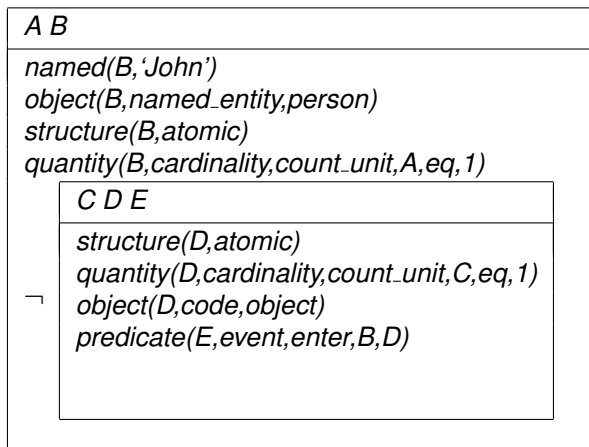 A B
named(B,‘John’)
object(B,named_entity,person)
structure(B,atomic)
quantity(B,cardinality,count_unit,A,eq,1)
C D E
structure(D,atomic)
quantity(D,cardinality,count_unit,C,eq,1)
¬ object(D,code,object)
predicate(E,event,enter,B,D)